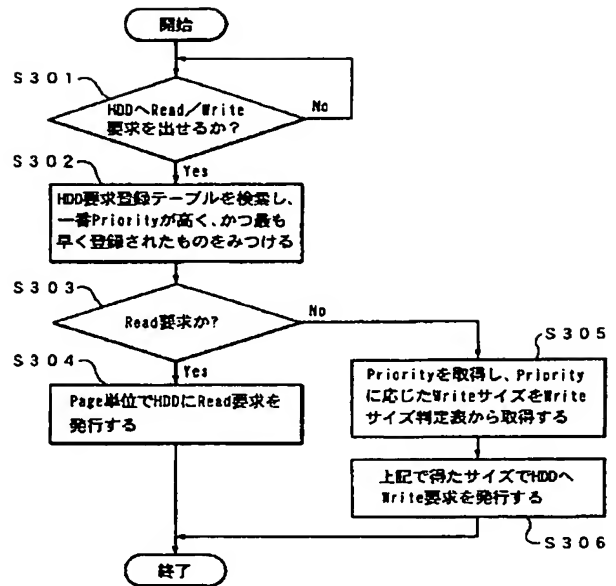 開始
S301
HDDへRead／Write
要求を出せるか?
No
Yes
S302
HDD要求登録テーブルを検索し、
一番Priorityが高く、かつ最も
早く登録されたものをみつける
S303
Read要求か?
No
Yes
S304
Page単位でHDDにRead要求を
発行する
S305
Priorityを取得し、Priority
に応じたWriteサイズをWrite
サイズ判定表から取得する
上記で得たサイズでHDDへ
Write要求を発行する
S306
終了